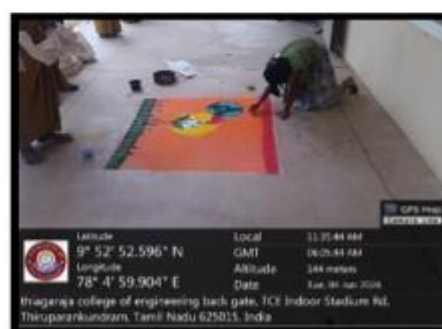 GPS Map
Camera Lite
Latitude
9° 52' 52.596" N
Longitude
78° 4' 59.904" E
Local 11:35:44 AM
GMT 06:05:44 AM
Altitude 144 meters
Date
thiagaraja college of engineering back gate, TCE Indoor Stadium Rd,
Thiruparankundram, Tamil Nadu 625015, India